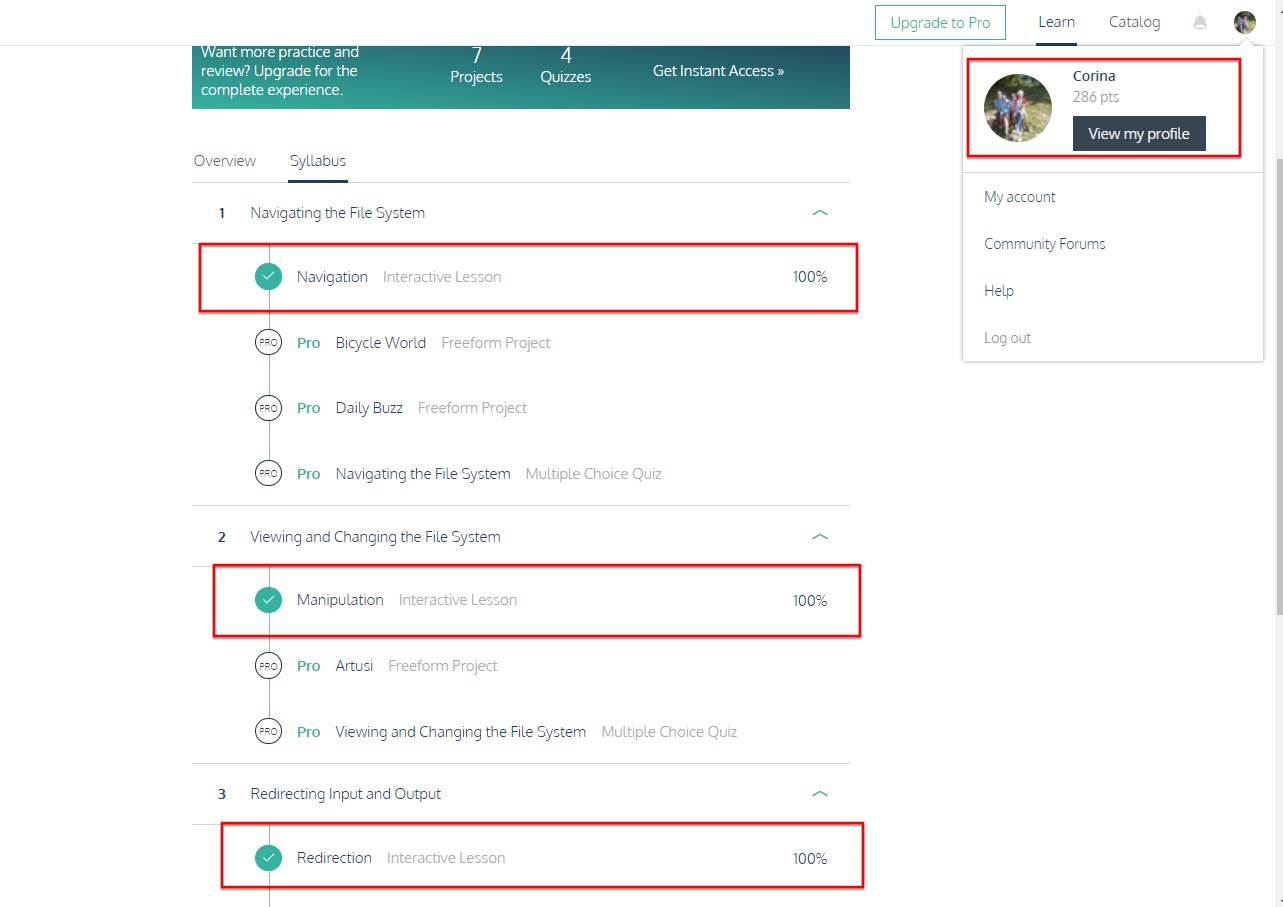 Upgrade to Pro Learn Catalog
Want more practice and
review? Upgrade for the
complete experience.
7
Projects
4
Quizzes
Get Instant Access »
Corina
286 pts
View my profile
My account
Community Forums
Help
Log out
Overview Syllabus
1 Navigating the File System
Navigation Interactive Lesson 100%
PRO Pro Bicycle World Freeform Project
PRO Pro Daily Buzz Freeform Project
PRO Pro Navigating the File System Multiple Choice Quiz
2 Viewing and Changing the File System
Manipulation Interactive Lesson 100%
PRO Pro Artusi Freeform Project
PRO Pro Viewing and Changing the File System Multiple Choice Quiz
3 Redirecting Input and Output
Redirection Interactive Lesson 100%